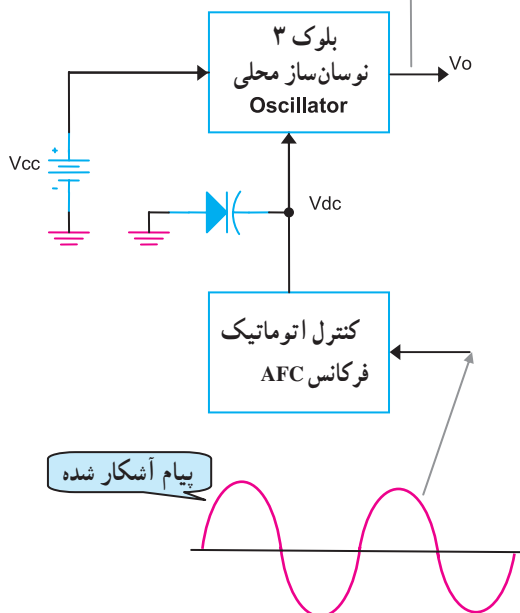 بلوک ۳
نوسان‌ساز محلی
Oscillator
Vo
Vcc
+
-
Vdc
کنترل اتوماتیک
فرکانس AFC
پیام آشکار شده